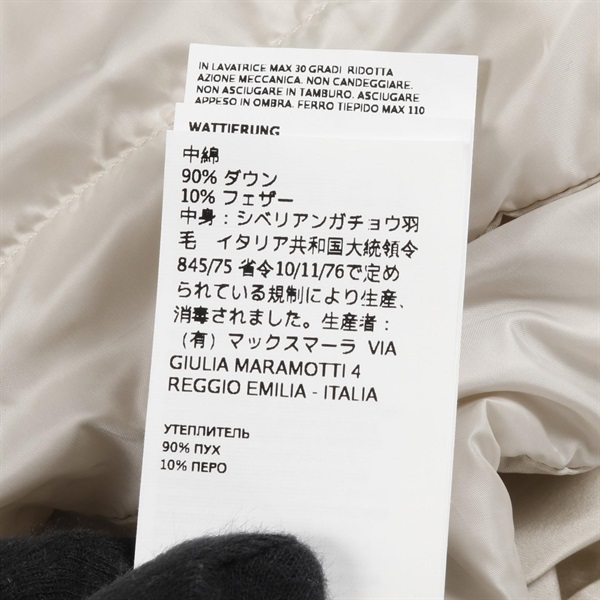 IN LAVATRICE MAX 30 GRADI RIDOTTA
AZIONE MECCANICA. NON CANDEGGIARE.
NON ASCIUGARE IN TAMBURO. ASCIUGARE
APPESO IN OMBRA. FERRO TIEPIDO MAX 110
WATTIERUNG
中綿
90% ダウン
10% フェザー
中身：シベリアンガチョウ羽
毛　イタリア共和国大統領令
845/75 省令10/11/76で定め
られている規制により生産、
消毒されました。生産者：
（有）マックスマーラ VIA
GIULIA MARAMOTTI 4
REGGIO EMILIA - ITALIA
УТЕПЛИТЕЛЬ
90% ПУХ
10% ПЕРО